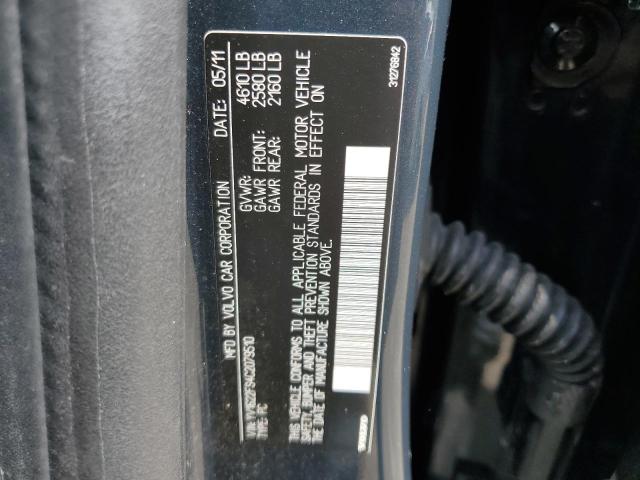 MFD BY VOLVO CAR CORPORATION DATE: 05/11
GVWR: 4610 LB
GAWR FRONT: 2580 LB
GAWR REAR: 2160 LB
TYPE: PC
THIS VEHICLE CONFORMS TO ALL APPLICABLE FEDERAL MOTOR VEHICLE
SAFETY, BUMPER AND THEFT PREVENTION STANDARDS IN EFFECT ON
THE DATE OF MANUFACTURE SHOWN ABOVE.
31276842